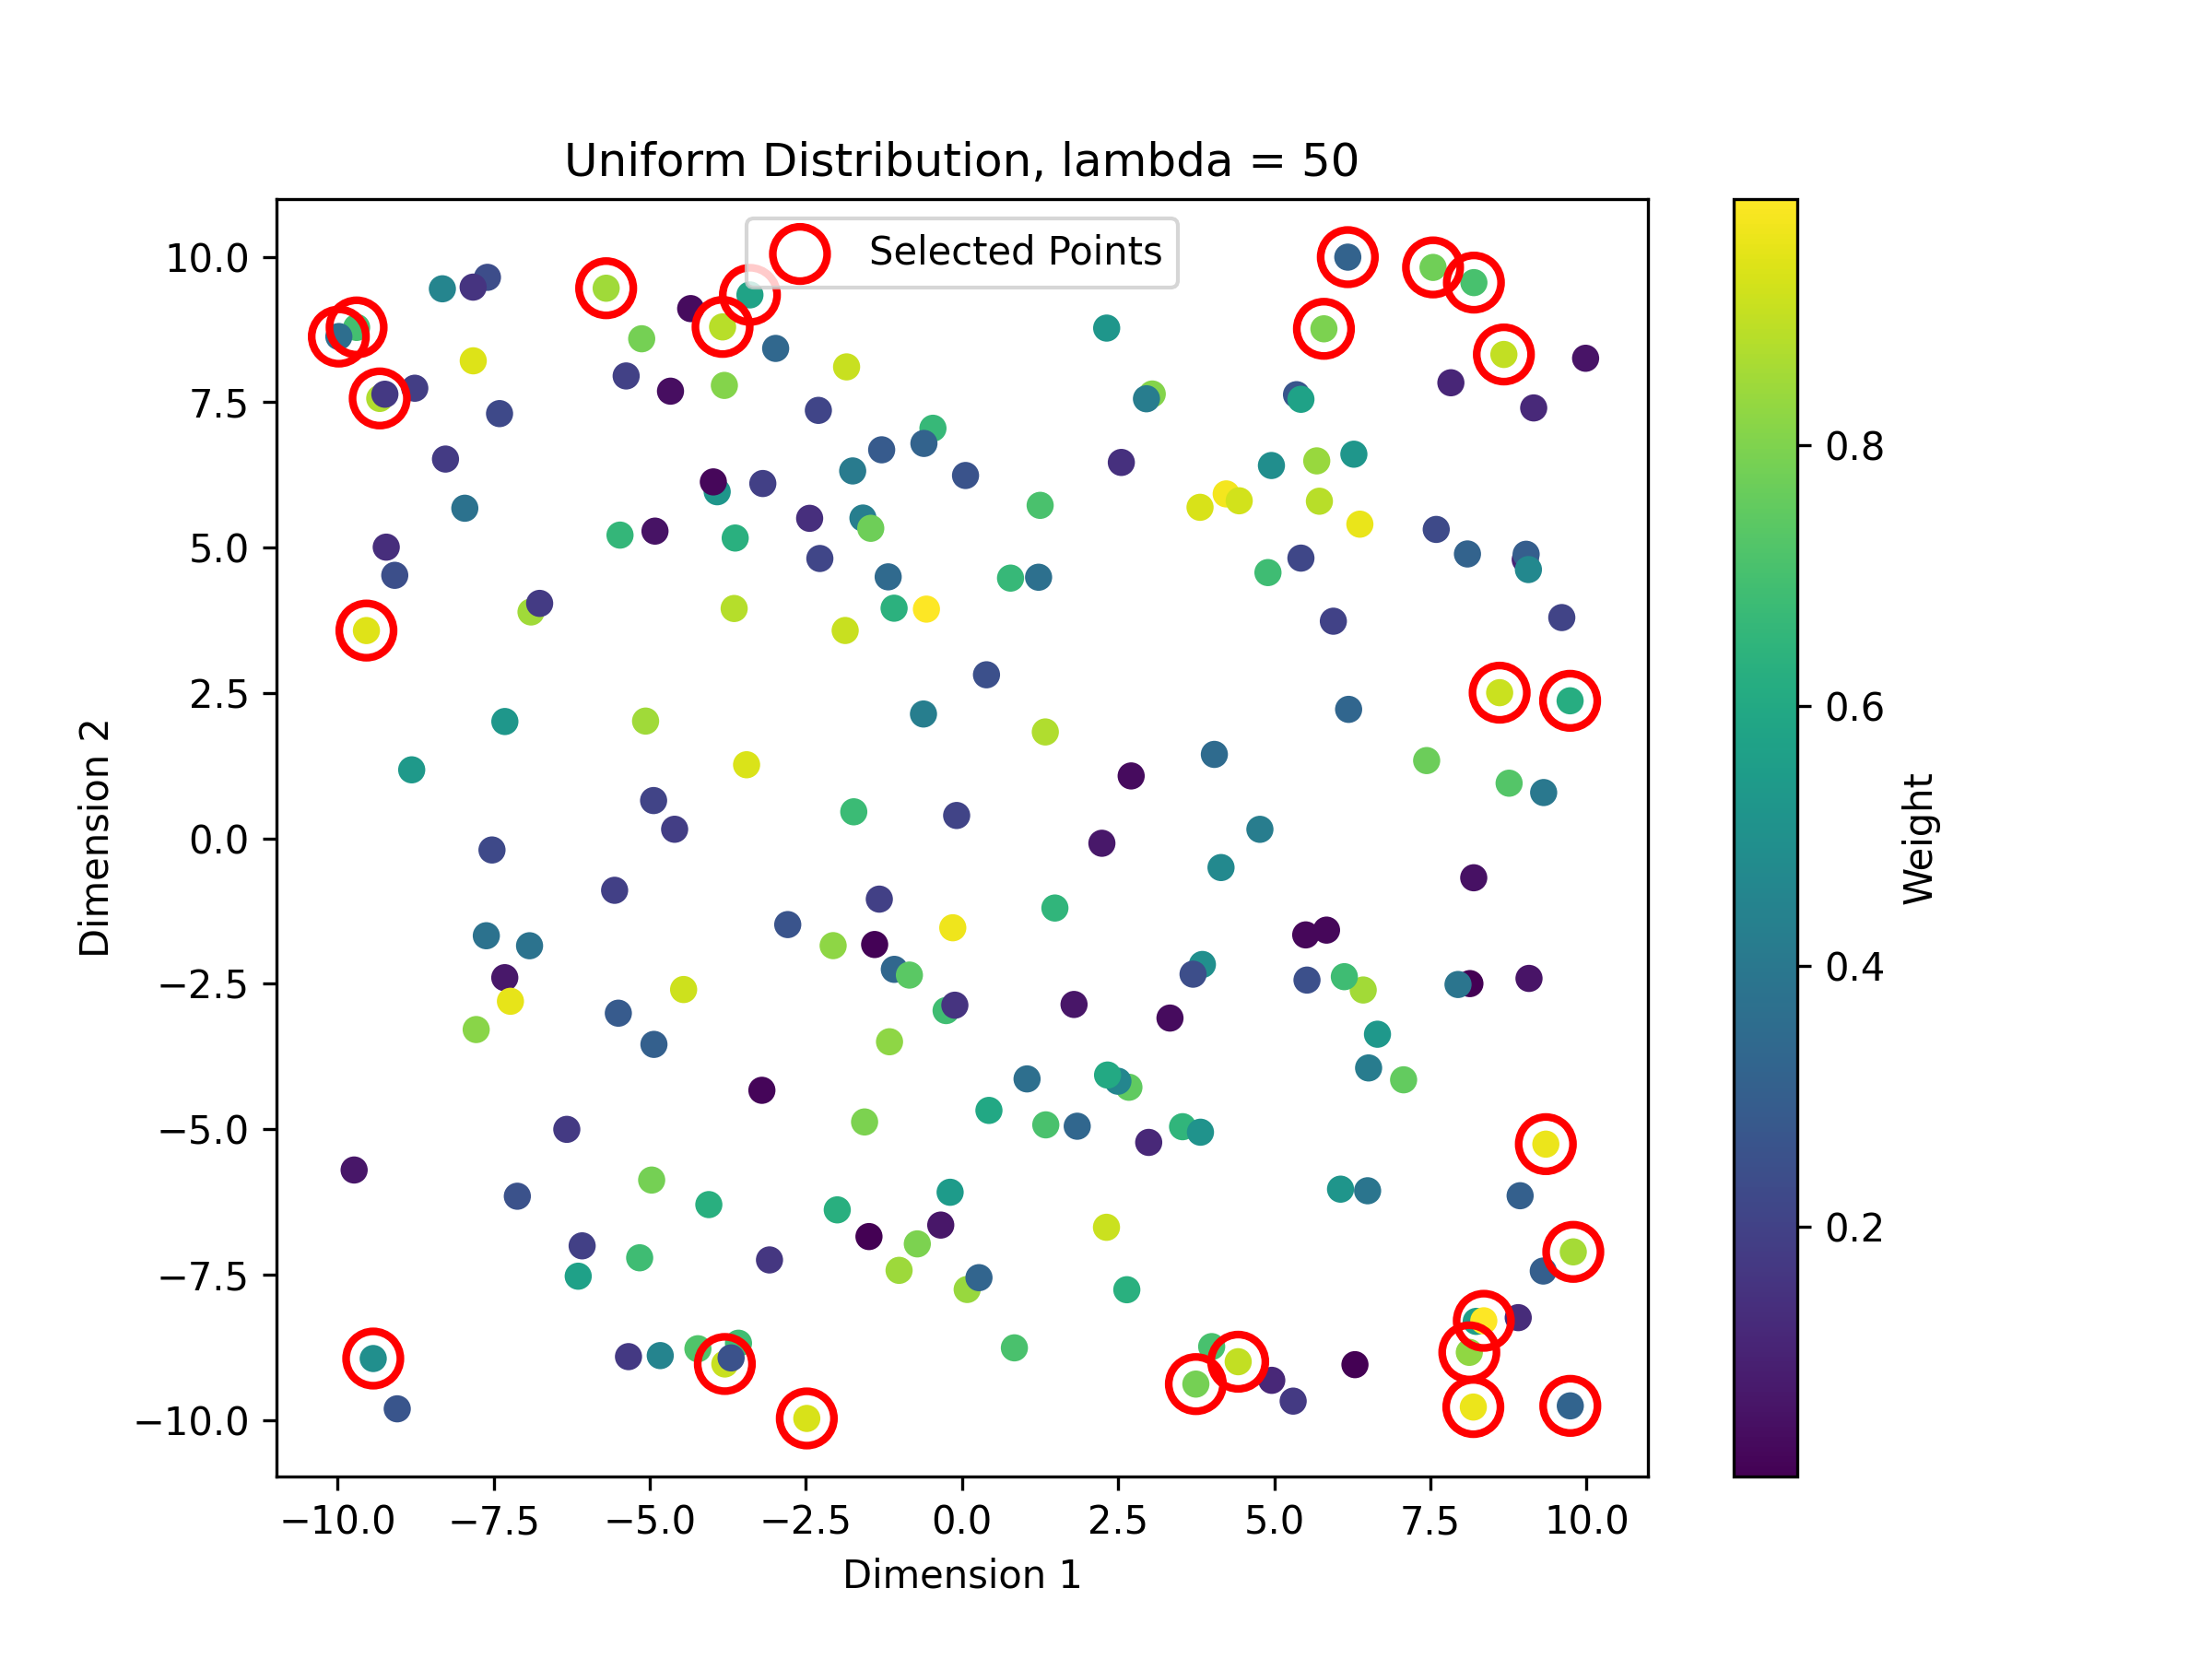 Uniform Distribution, lambda = 50
Selected Points
10.0
7.5
5.0
2.5
0.0
−2.5
−5.0
−7.5
−10.0
Dimension 2
−10.0 −7.5 −5.0 −2.5 0.0 2.5 5.0 7.5 10.0
Dimension 1
0.8
0.6
0.4
0.2
Weight